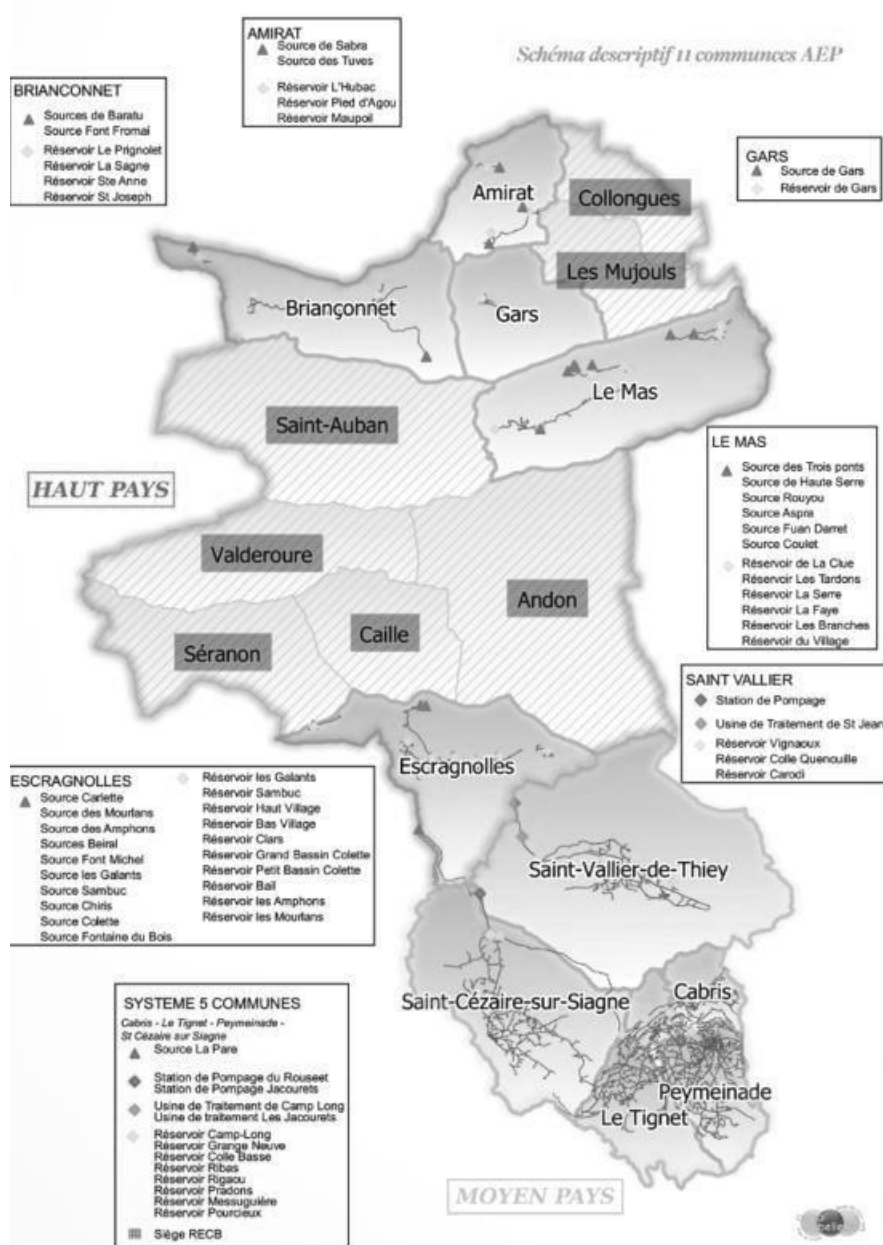 Schéma descriptif 11 communces AEP
AMIRAT
Source de Sabra
Source des Tuves
Réservoir L'Hubac
Réservoir Pied d'Agou
Réservoir Maupoil
BRIANCONNET
Sources de Baratu
Source Font Fromai
Réservoir Le Prignolet
Réservoir La Sagne
Réservoir Ste Anne
Réservoir St Joseph
GARS
Source de Gars
Réservoir de Gars
Amirat
Collongues
Les Mujouls
Briançonnet
Gars
Le Mas
Saint-Auban
HAUT PAYS
LE MAS
Source des Trois ponts
Source de Haute Serre
Source Rouyou
Source Aspra
Source Fuan Darret
Source Coulet
Réservoir de La Clue
Réservoir Les Tardons
Réservoir La Serre
Réservoir La Faye
Réservoir Les Branches
Réservoir du Village
Valderoure
Andon
Caille
Séranon
SAINT VALLIER
Station de Pompage
Usine de Traitement de St Jean
Réservoir Vignaoux
Réservoir Colle Quenouille
Réservoir Carodi
Escragnolles
ESCRAGNOLLES
Source Carlette
Source des Mourlans
Source des Amphons
Sources Beiral
Source Font Michel
Source les Galants
Source Sambuc
Source Chiris
Source Colette
Source Fontaine du Bois
Réservoir les Galants
Réservoir Sambuc
Réservoir Haut Village
Réservoir Bas Village
Réservoir Clars
Réservoir Grand Bassin Colette
Réservoir Petit Bassin Colette
Réservoir Bail
Réservoir les Amphons
Réservoir les Mourlans
Saint-Vallier-de-Thiey
Saint-Cézaire-sur-Siagne
Cabris
Peymeinade
Le Tignet
SYSTEME 5 COMMUNES
Cabris - Le Tignet - Peymeinade -
St Cézaire sur Siagne
Source La Pare
Station de Pompage du Rouseet
Station de Pompage Jacourets
Usine de Traitement de Camp Long
Usine de traitement Les Jacourets
Réservoir Camp-Long
Réservoir Grange Neuve
Réservoir Colle Basse
Réservoir Ribas
Réservoir Rigaou
Réservoir Pradons
Réservoir Messuguière
Réservoir Pourcieux
Siège RECB
MOYEN PAYS